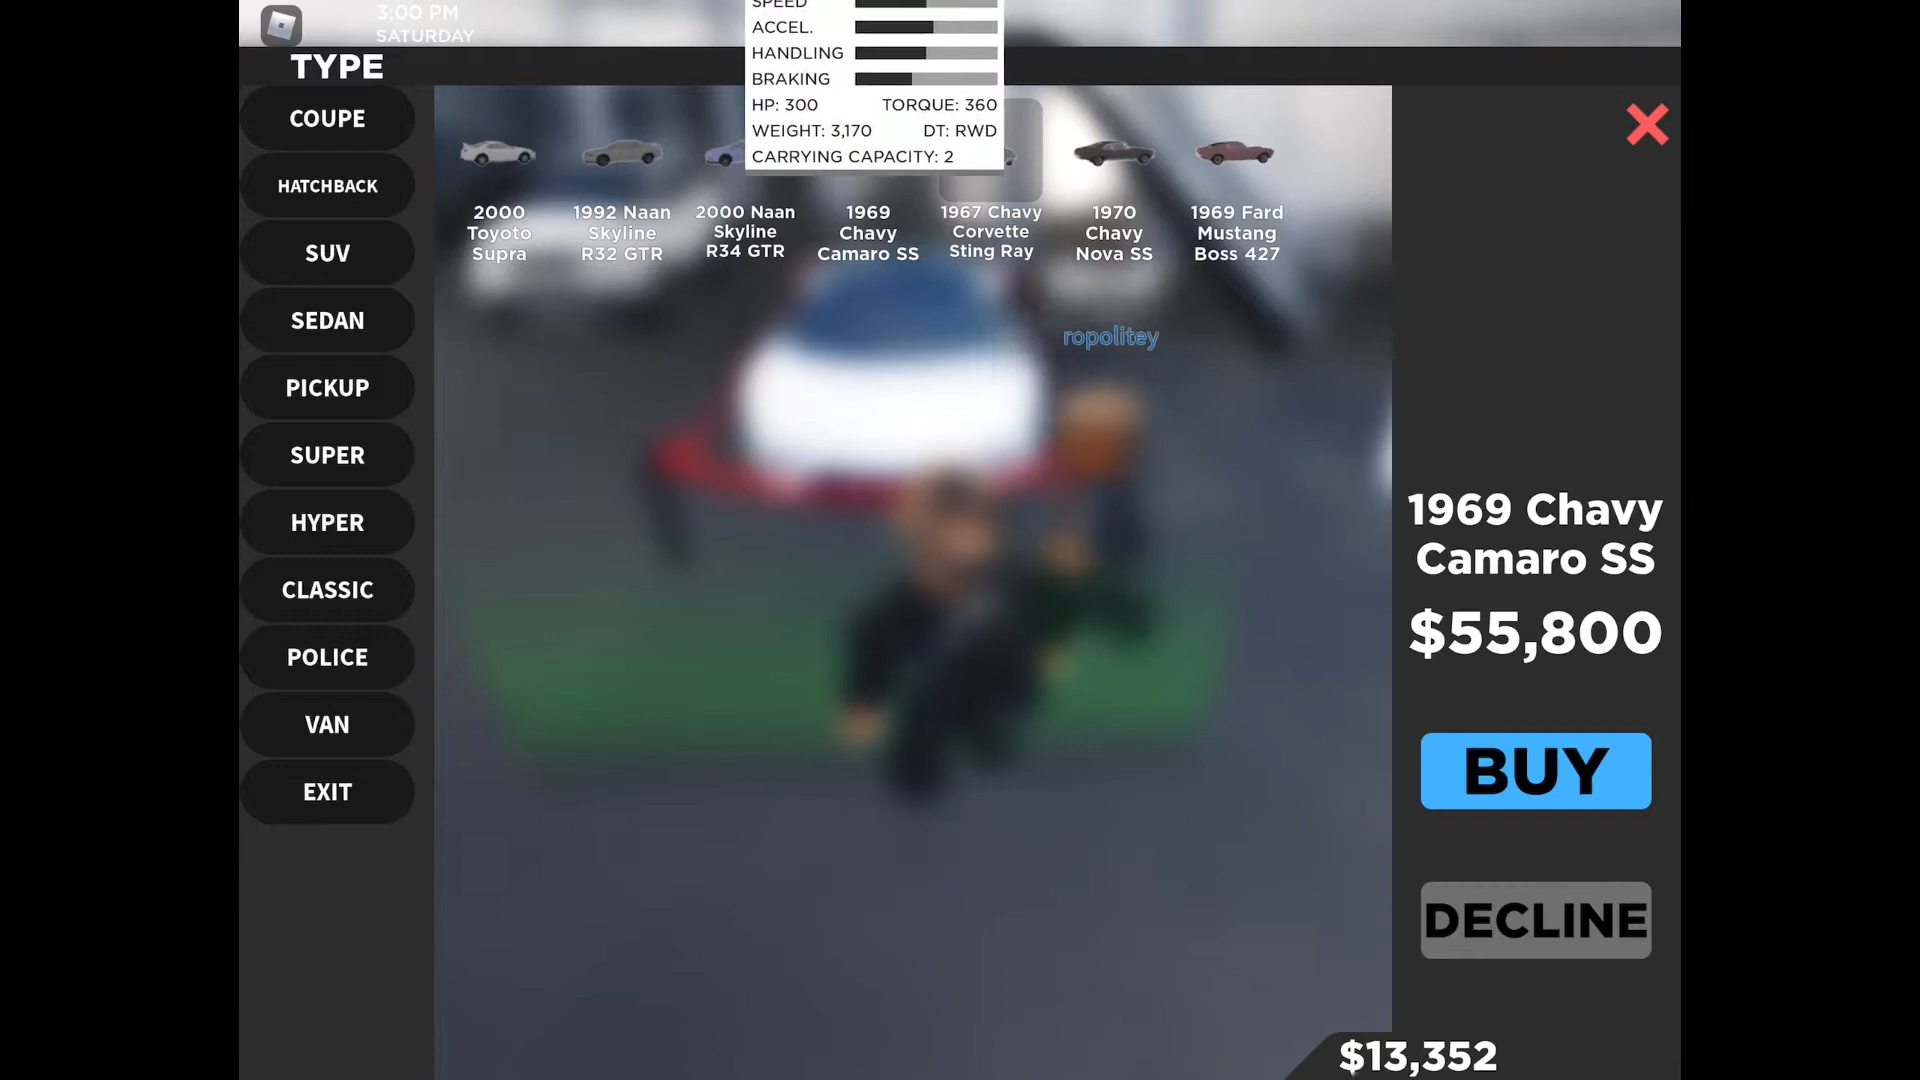 3:00 PM
SATURDAY
SPEED
ACCEL.
HANDLING
BRAKING
HP: 300 TORQUE: 360
WEIGHT: 3,170 DT: RWD
CARRYING CAPACITY: 2
TYPE
COUPE
HATCHBACK
SUV
SEDAN
PICKUP
SUPER
HYPER
CLASSIC
POLICE
VAN
EXIT
2000
Toyoto
Supra
1992 Naan
Skyline
R32 GTR
2000 Naan
Skyline
R34 GTR
1969
Chavy
Camaro SS
1967 Chavy
Corvette
Sting Ray
1970
Chavy
Nova SS
1969 Fard
Mustang
Boss 427
ropolitey
1969 Chavy
Camaro SS
$55,800
BUY
DECLINE
$13,352